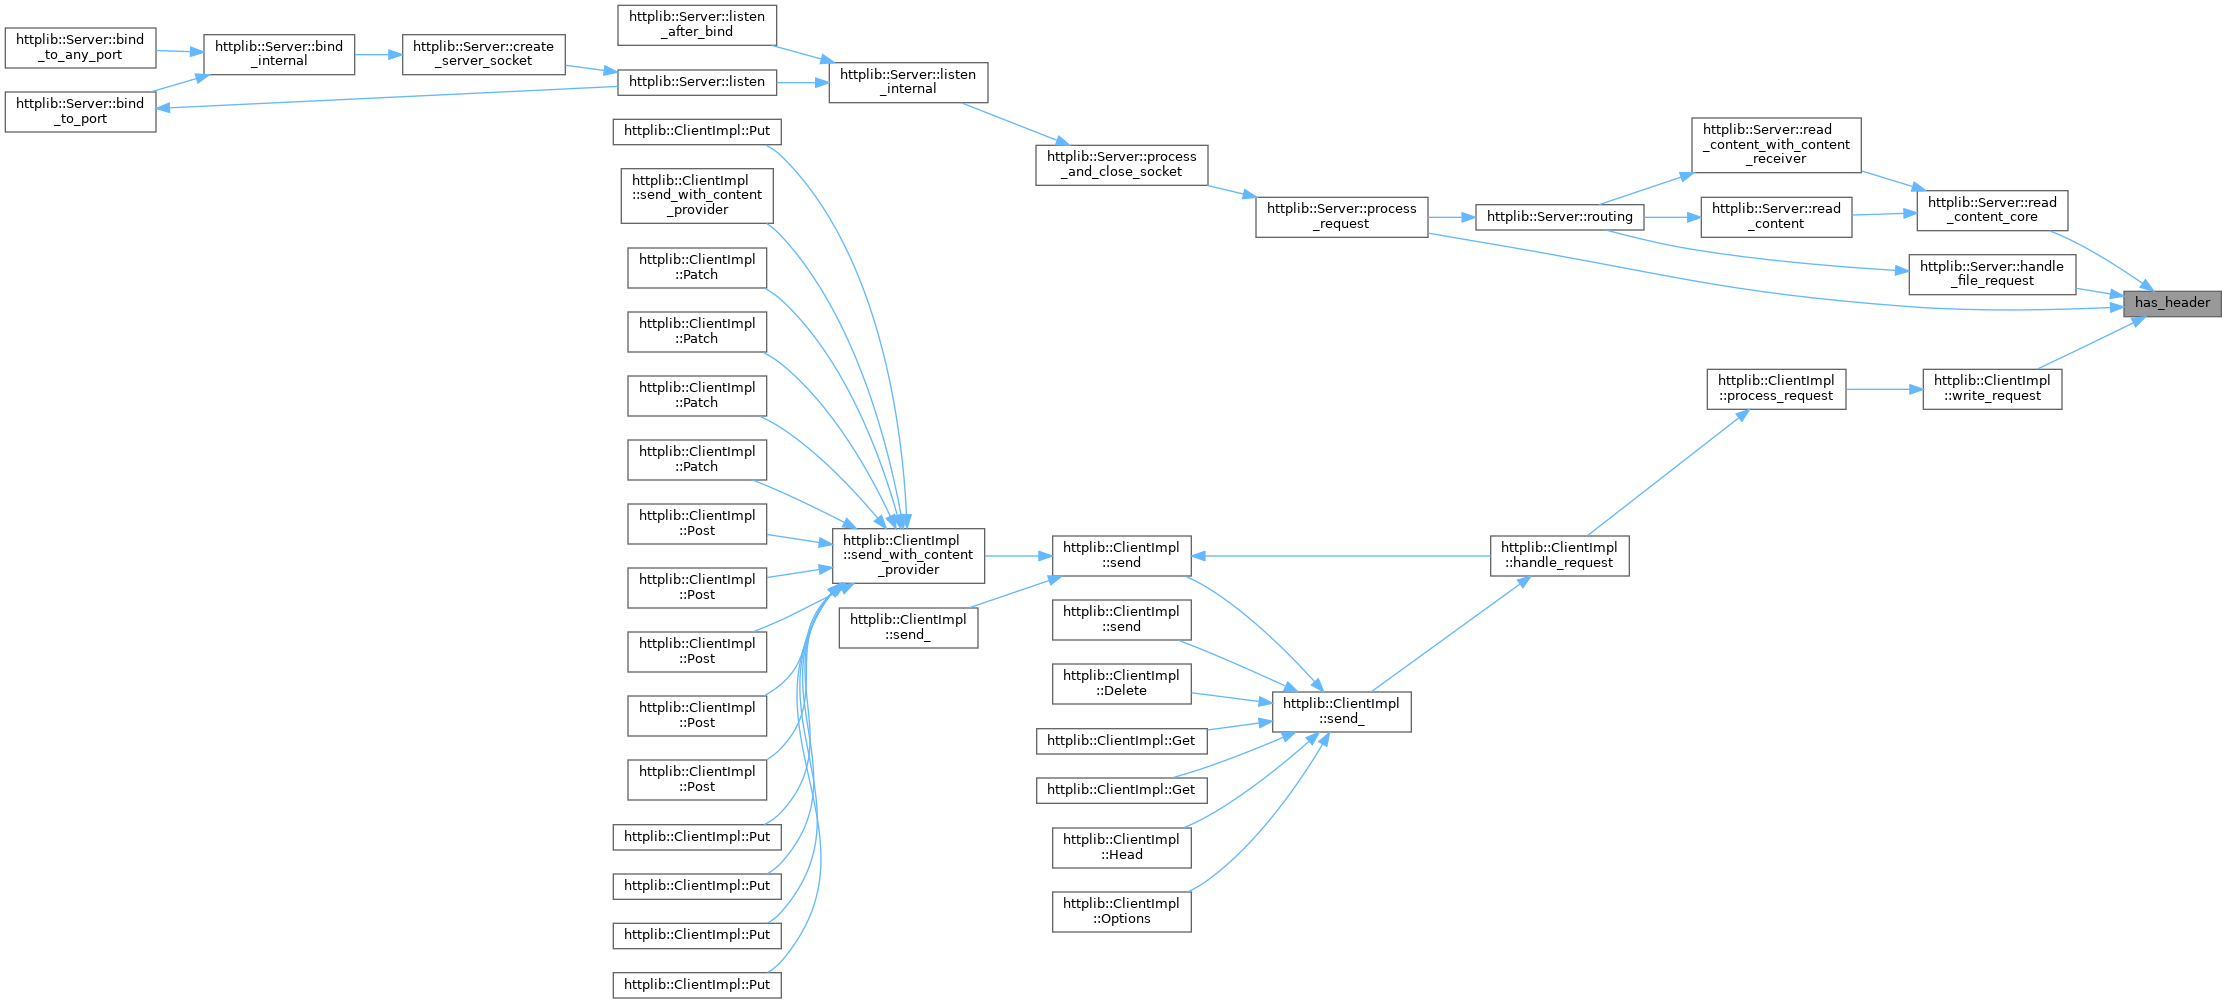 httplib::Server::bind
_to_any_port
httplib::Server::bind
_to_port
httplib::Server::bind
_internal
httplib::Server::create
_server_socket
httplib::Server::listen
_after_bind
httplib::Server::listen
httplib::ClientImpl::Put
httplib::ClientImpl
::send_with_content
_provider
httplib::ClientImpl
::Patch
httplib::ClientImpl
::Patch
httplib::ClientImpl
::Patch
httplib::ClientImpl
::Patch
httplib::ClientImpl
::Post
httplib::ClientImpl
::Post
httplib::ClientImpl
::Post
httplib::ClientImpl
::Post
httplib::ClientImpl
::Post
httplib::ClientImpl::Put
httplib::ClientImpl::Put
httplib::ClientImpl::Put
httplib::ClientImpl::Put
httplib::Server::listen
_internal
httplib::ClientImpl
::send_with_content
_provider
httplib::ClientImpl
::send_
httplib::Server::process
_and_close_socket
httplib::ClientImpl
::send
httplib::ClientImpl
::send
httplib::ClientImpl
::Delete
httplib::ClientImpl::Get
httplib::ClientImpl::Get
httplib::ClientImpl
::Head
httplib::ClientImpl
::Options
httplib::Server::process
_request
httplib::ClientImpl
::send_
httplib::Server::routing
httplib::ClientImpl
::handle_request
httplib::Server::read
_content_with_content
_receiver
httplib::Server::read
_content
httplib::ClientImpl
::process_request
httplib::Server::read
_content_core
httplib::Server::handle
_file_request
httplib::ClientImpl
::write_request
has_header